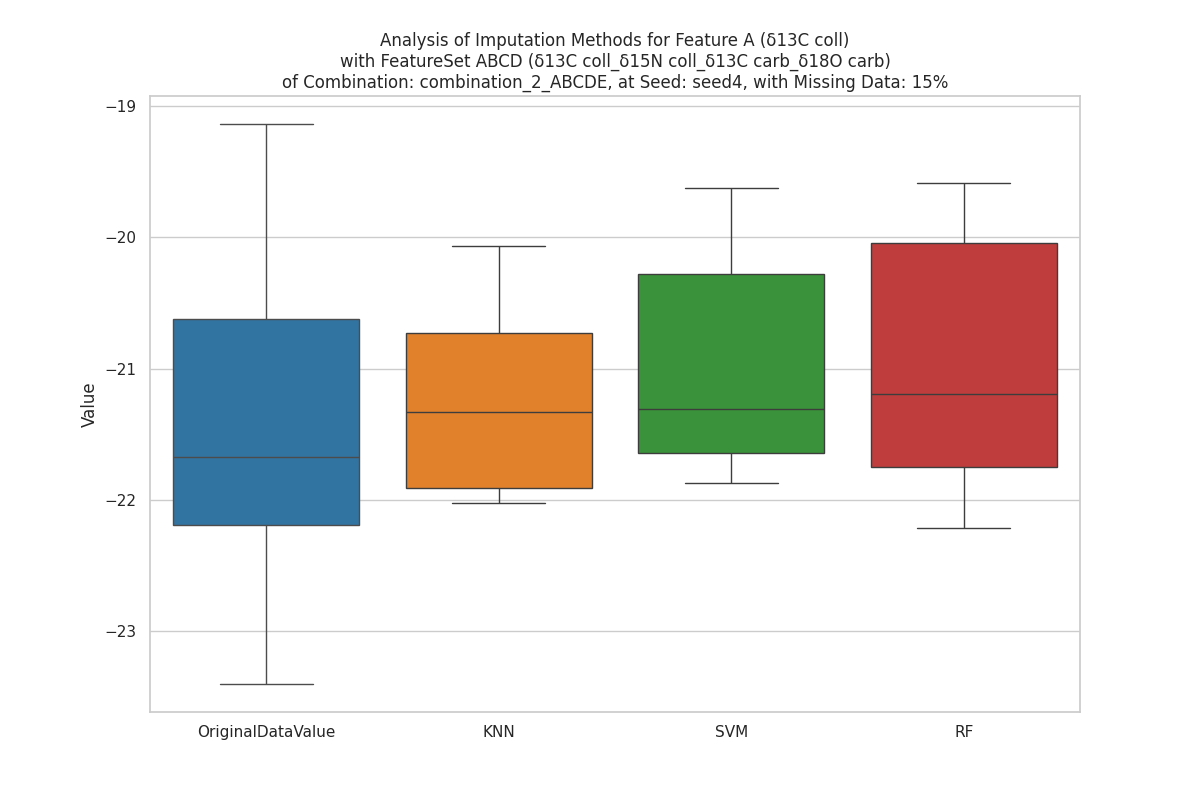 Analysis of Imputation Methods for Feature A (δ13C coll)
with FeatureSet ABCD (δ13C coll_δ15N coll_δ13C carb_δ18O carb)
of Combination: combination_2_ABCDE, at Seed: seed4, with Missing Data: 15%
−19
−20
−21
−22
−23
Value
OriginalDataValue
KNN
SVM
RF